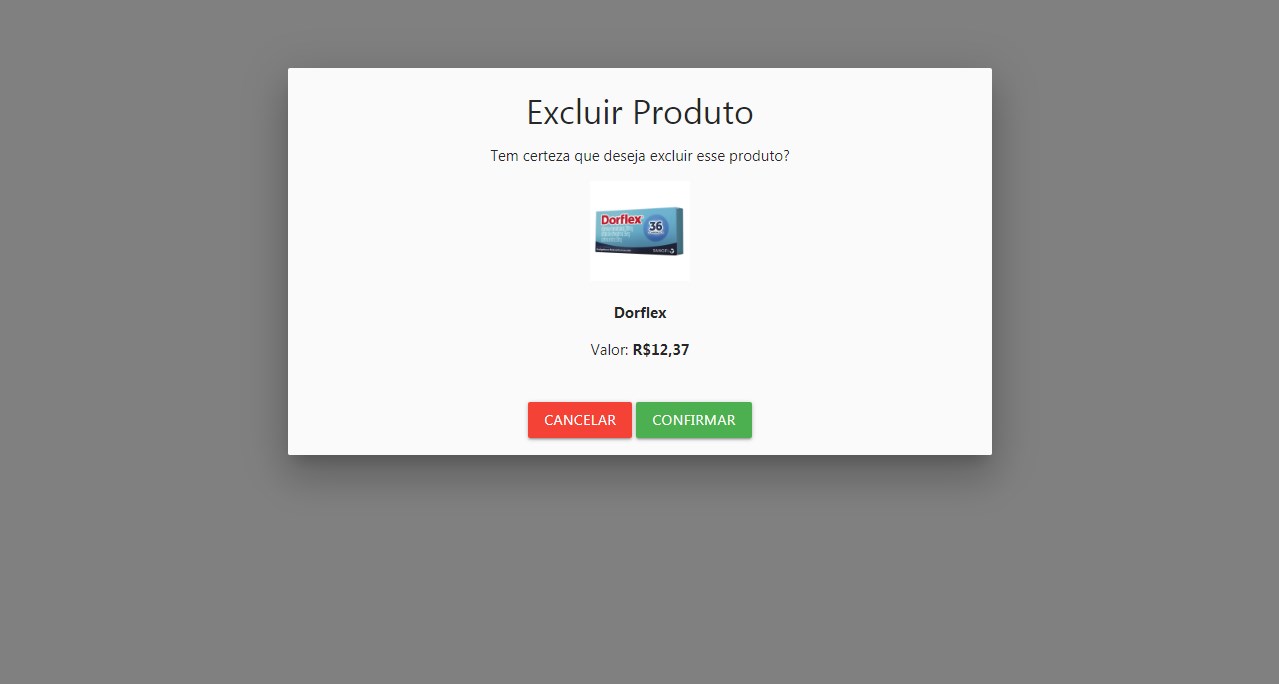 Excluir Produto
Tem certeza que deseja excluir esse produto?
Dorflex
36
Dorflex
Valor: R$12,37
CANCELAR CONFIRMAR